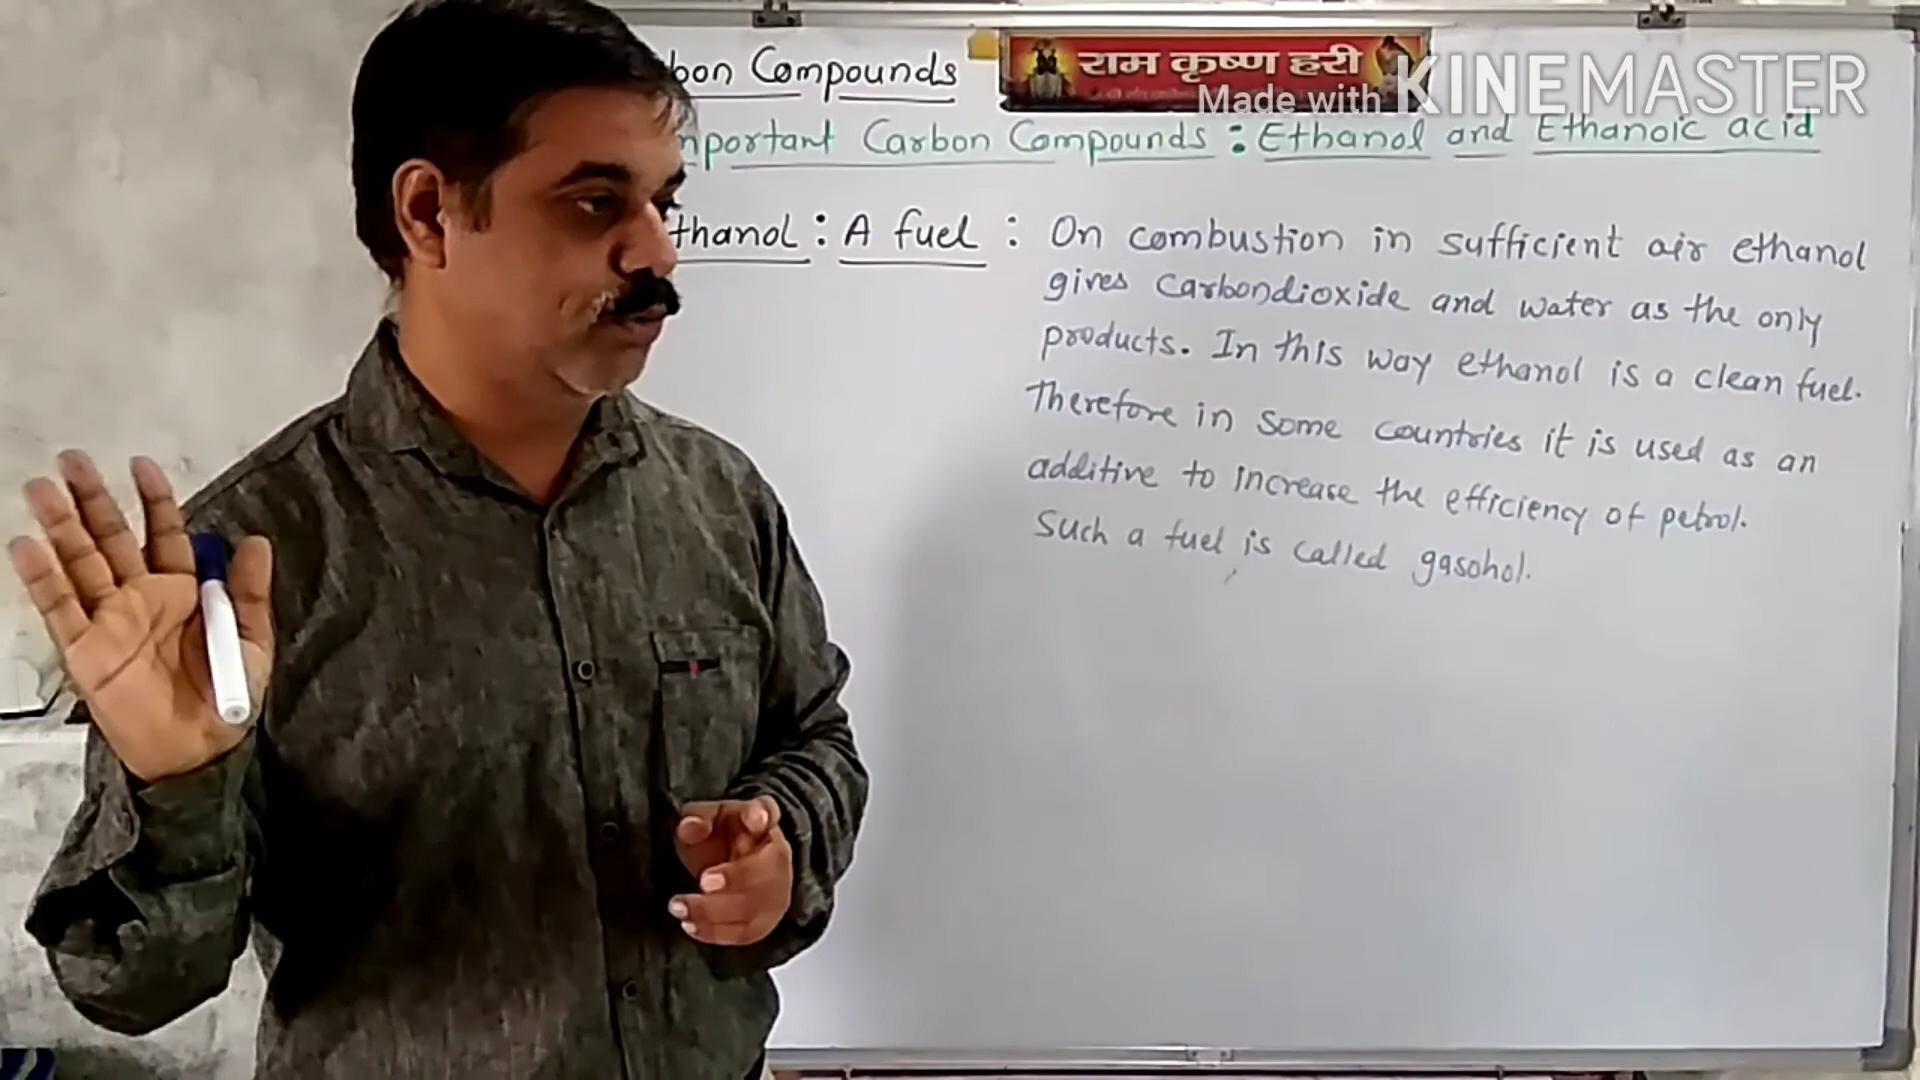 bon Compounds
राम कृष्ण हरी
Made with KINEMASTER
mportant Carbon Compounds : Ethanol and Ethanoic acid
thanol : A fuel : On combustion in sufficient air ethanol
gives Carbondioxide and water as the only
products. In this way ethanol is a clean fuel.
Therefore in some countries it is used as an
additive to increase the efficiency of petrol.
Such a fuel is called gasohol.